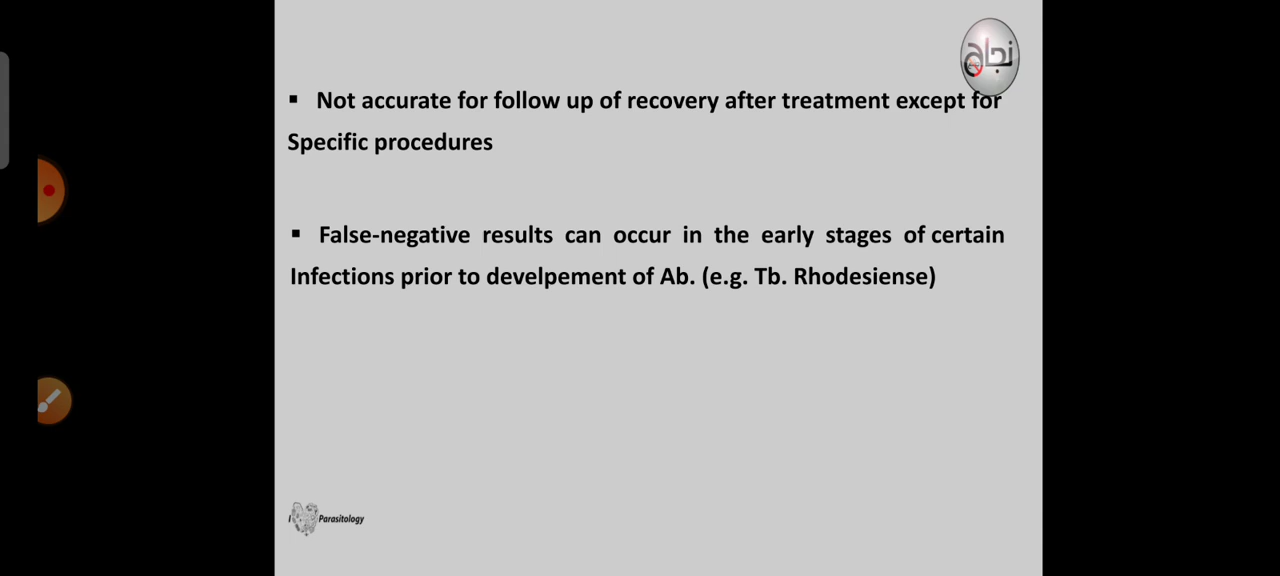 نجاح
▪ Not accurate for follow up of recovery after treatment except for
Specific procedures
▪ False-negative results can occur in the early stages of certain
Infections prior to develpement of Ab. (e.g. Tb. Rhodesiense)
I Parasitology